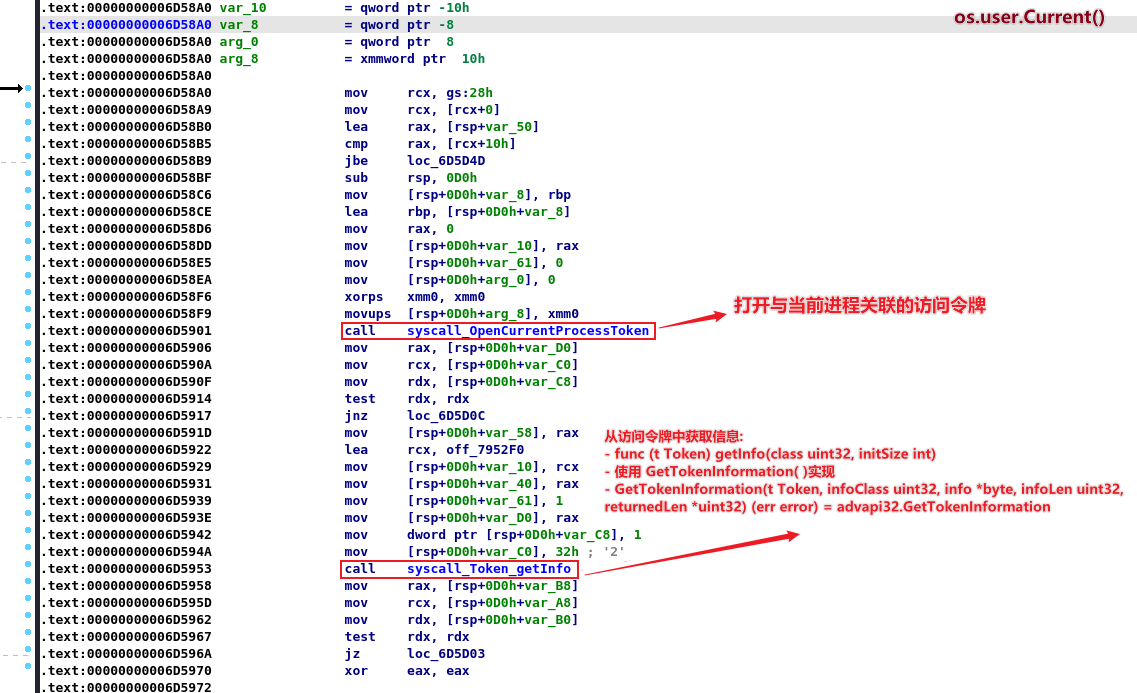 .text:00000000006D58A0 var_10 = qword ptr -10h
.text:00000000006D58A0 var_8 = qword ptr -8
os.user.Current()
.text:00000000006D58A0 arg_0 = qword ptr 8
.text:00000000006D58A0 arg_8 = xmmword ptr 10h
.text:00000000006D58A0
.text:00000000006D58A0 mov rcx, gs:28h
.text:00000000006D58A9 mov rcx, [rcx+0]
.text:00000000006D58B0 lea rax, [rsp+var_50]
.text:00000000006D58B5 cmp rax, [rcx+10h]
.text:00000000006D58B9 jbe loc_6D5D4D
.text:00000000006D58BF sub rsp, 0D0h
.text:00000000006D58C6 mov [rsp+0D0h+var_8], rbp
.text:00000000006D58CE lea rbp, [rsp+0D0h+var_8]
.text:00000000006D58D6 mov rax, 0
.text:00000000006D58DD mov [rsp+0D0h+var_10], rax
.text:00000000006D58E5 mov [rsp+0D0h+var_61], 0
.text:00000000006D58EA mov [rsp+0D0h+arg_0], 0
.text:00000000006D58F6 xorps xmm0, xmm0
.text:00000000006D58F9 movups [rsp+0D0h+arg_8], xmm0
打开与当前进程关联的访问令牌
.text:00000000006D5901 call syscall_OpenCurrentProcessToken
.text:00000000006D5906 mov rax, [rsp+0D0h+var_D0]
.text:00000000006D590A mov rcx, [rsp+0D0h+var_C0]
.text:00000000006D590F mov rdx, [rsp+0D0h+var_C8]
.text:00000000006D5914 test rdx, rdx
.text:00000000006D5917 jnz loc_6D5D0C
.text:00000000006D591D mov [rsp+0D0h+var_58], rax
.text:00000000006D5922 lea rcx, off_7952F0
.text:00000000006D5929 mov [rsp+0D0h+var_10], rcx
.text:00000000006D5931 mov [rsp+0D0h+var_40], rax
.text:00000000006D5939 mov [rsp+0D0h+var_61], 1
.text:00000000006D593E mov [rsp+0D0h+var_D0], rax
.text:00000000006D5942 mov dword ptr [rsp+0D0h+var_C8], 1
.text:00000000006D594A mov [rsp+0D0h+var_C0], 32h ; '2'
.text:00000000006D5953 call syscall_Token_getInfo
.text:00000000006D5958 mov rax, [rsp+0D0h+var_B8]
.text:00000000006D595D mov rcx, [rsp+0D0h+var_A8]
.text:00000000006D5962 mov rdx, [rsp+0D0h+var_B0]
.text:00000000006D5967 test rdx, rdx
.text:00000000006D596A jz loc_6D5D03
.text:00000000006D5970 xor eax, eax
.text:00000000006D5972
从访问令牌中获取信息:
- func (t Token) getInfo(class uint32, initSize int)
- 使用 GetTokenInformation( )实现
- GetTokenInformation(t Token, infoClass uint32, info *byte, infoLen uint32,
returnedLen *uint32) (err error) = advapi32.GetTokenInformation